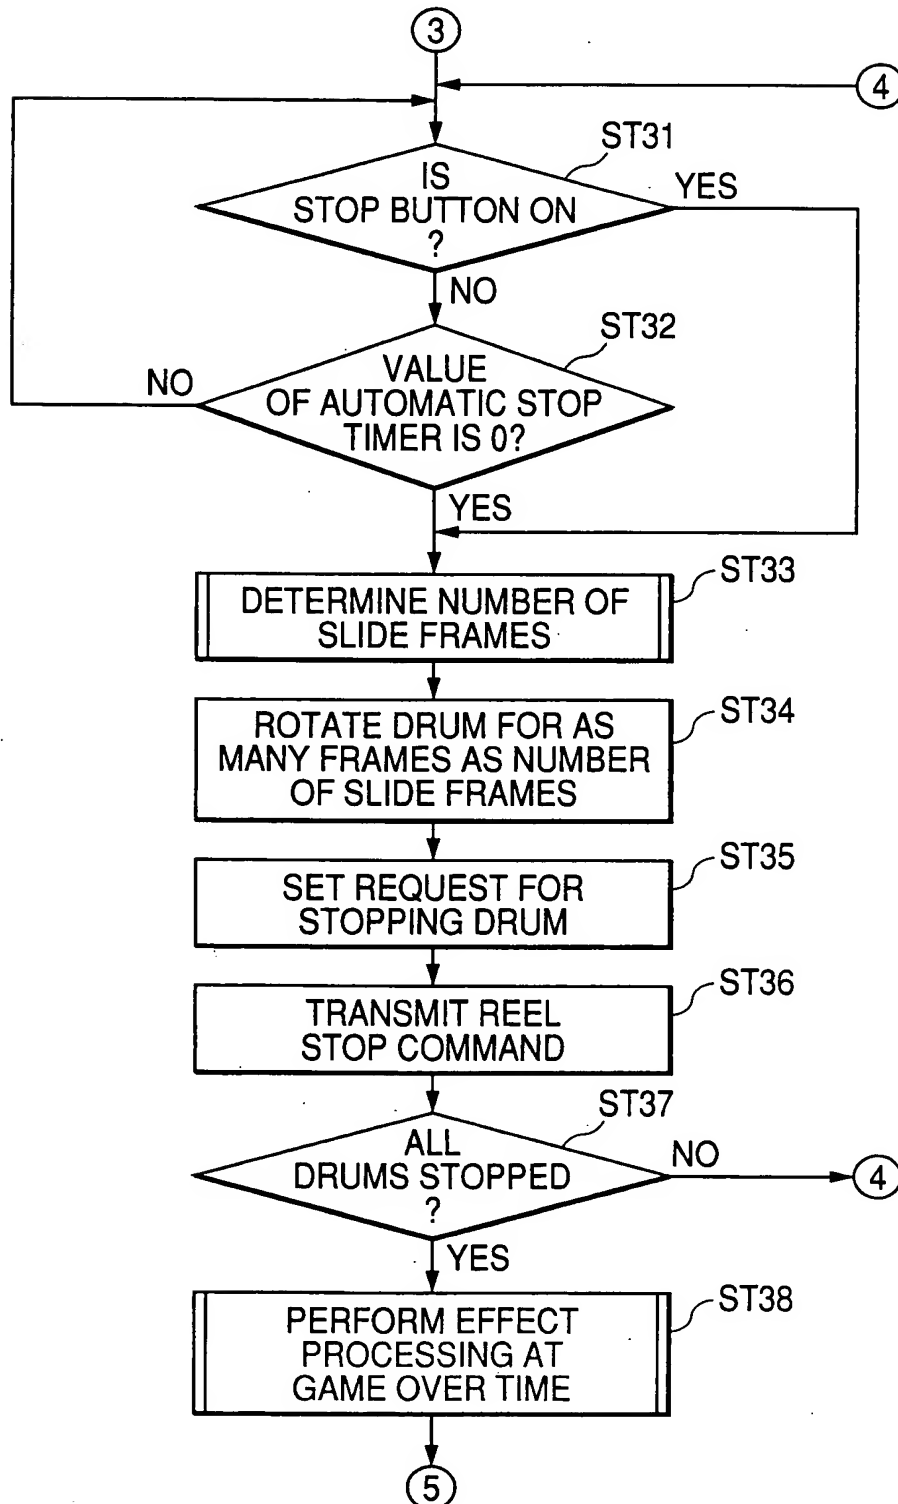 3
4
ST31
IS
STOP BUTTON ON
?
YES
NO
ST32
VALUE
OF AUTOMATIC STOP
TIMER IS 0?
NO
YES
ST33
DETERMINE NUMBER OF
SLIDE FRAMES
ST34
ROTATE DRUM FOR AS
MANY FRAMES AS NUMBER
OF SLIDE FRAMES
ST35
SET REQUEST FOR
STOPPING DRUM
ST36
TRANSMIT REEL
STOP COMMAND
ST37
ALL
DRUMS STOPPED
?
NO
4
YES
ST38
PERFORM EFFECT
PROCESSING AT
GAME OVER TIME
5